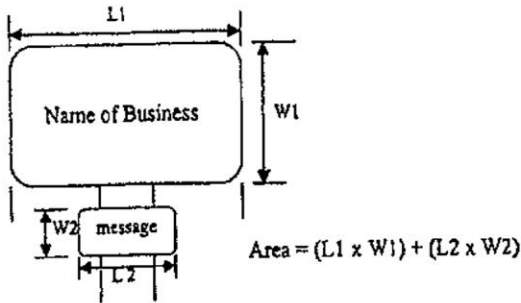 L1
Name of Business
W1
W2
message
L2
Area = (L1 x W1) + (L2 x W2)